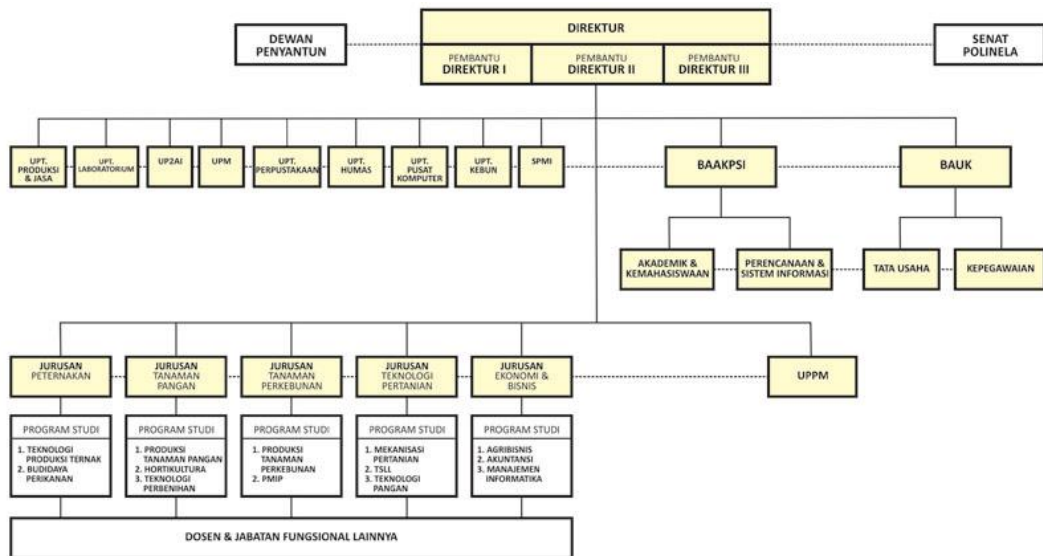 DIREKTUR
DEWAN
PENYANTUN
PEMBANTU
DIREKTUR I
PEMBANTU
DIREKTUR II
PEMBANTU
DIREKTUR III
SENAT
POLINELA
UPT.
PRODUKSI
& JASA
UPT.
LABORATORIUM
UP2AI
UPM
UPT.
PERPUSTAKAAN
UPT.
HUMAS
UPT.
PUSAT
KOMPUTER
UPT.
KEBUN
SPMI
BAAKPSI
BAUK
AKADEMIK &
KEMAHASISWAAN
PERENCANAAN &
SISTEM INFORMASI
TATA USAHA
KEPEGAWAIAN
JURUSAN
PETERNAKAN
JURUSAN
TANAMAN
PANGAN
JURUSAN
TANAMAN
PERKEBUNAN
JURUSAN
TEKNOLOGI
PERTANIAN
JURUSAN
EKONOMI &
BISNIS
UPPM
PROGRAM STUDI
1. TEKNOLOGI
PRODUKSI TERNAK
2. BUDIDAYA
PERIKANAN
PROGRAM STUDI
1. PRODUKSI
TANAMAN PANGAN
2. HORTIKULTURA
3. TEKNOLOGI
PERBENIHAN
PROGRAM STUDI
1. PRODUKSI
TANAMAN
PERKEBUNAN
2. PMIP
PROGRAM STUDI
1. MEKANISASI
PERTANIAN
2. TSLL
3. TEKNOLOGI
PANGAN
PROGRAM STUDI
1. AGRIBISNIS
2. AKUNTANSI
3. MANAJEMEN
INFORMATIKA
DOSEN & JABATAN FUNGSIONAL LAINNYA